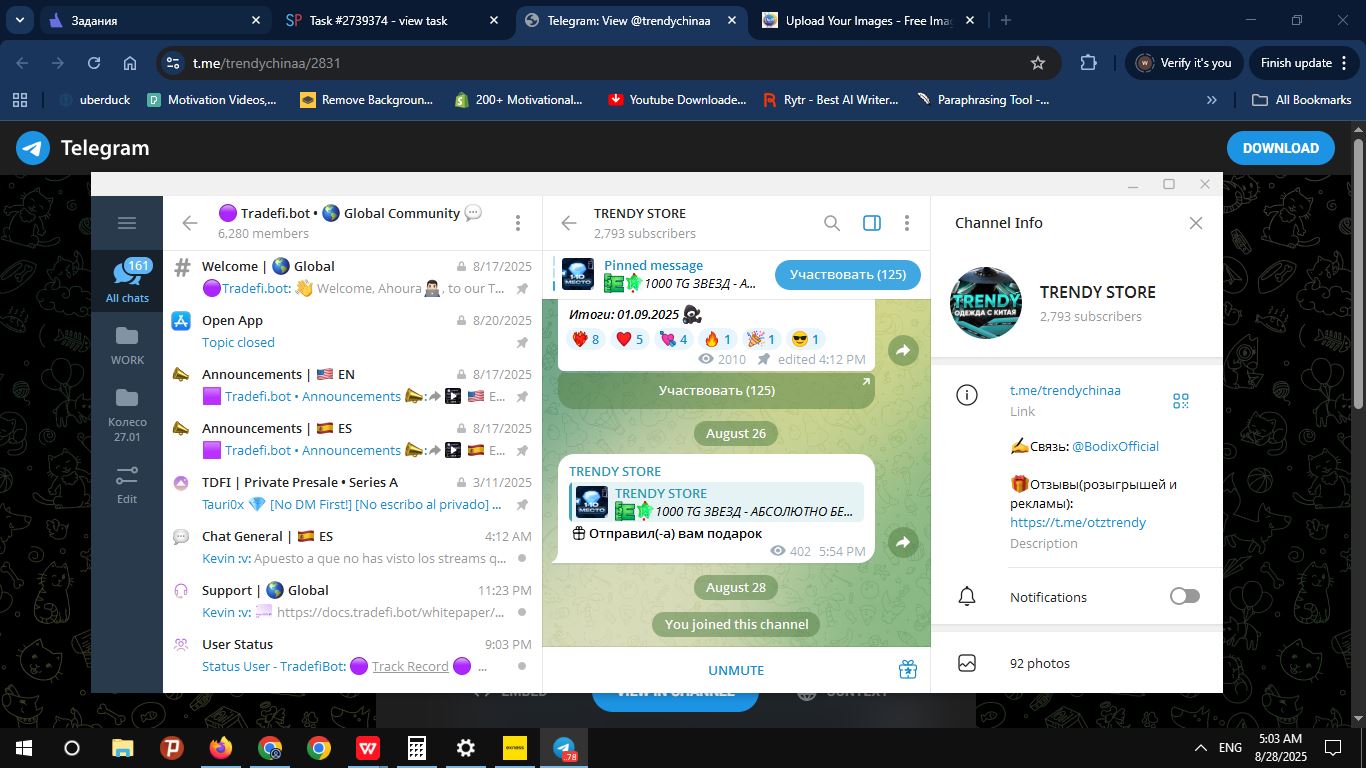 Задания
Task #2739374 - view task
Telegram: View @trendychinaa
Upload Your Images - Free Ima
t.me/trendychinaa/2831
Verify it's you
Finish update
uberduck
Motivation Videos,...
Remove Backgroun...
200+ Motivational...
Youtube Downloade...
Rytr - Best AI Writer...
Paraphrasing Tool -...
All Bookmarks
Telegram
DOWNLOAD
161
All chats
WORK
Колесо
27.01
Edit
Tradefi.bot • Global Community
6,280 members
Welcome | Global 8/17/2025
Tradefi.bot: 👋 Welcome, Ahoura, to our T...
Open App 8/20/2025
Topic closed
Announcements | 🇺🇸 EN 8/17/2025
Tradefi.bot • Announcements : E...
Announcements | 🇪🇸 ES 8/17/2025
Tradefi.bot • Announcements : E...
TDFI | Private Presale • Series A 3/11/2025
Tauri0x 💎 [No DM First!] [No escribo al privado] ...
Chat General | 🇪🇸 ES 4:12 AM
Kevin :v: Apuesto a que no has visto los streams q...
Support | Global 11:23 PM
Kevin :v: https://docs.tradefi.bot/whitepaper/...
User Status 9:03 PM
Status User - TradefiBot: Track Record ...
TRENDY STORE
2,793 subscribers
Pinned message
1000 TG ЗВЕЗД - А...
Участвовать (125)
Итоги: 01.09.2025
8 5 4 1 1 1
2010 edited 4:12 PM
Участвовать (125)
August 26
TRENDY STORE
TRENDY STORE
1000 TG ЗВЕЗД - АБСОЛЮТНО БЕ...
Отправил(-а) вам подарок
402 5:54 PM
August 28
You joined this channel
UNMUTE
Channel Info
TRENDY
ОДЕЖДА С КИТАЯ
TRENDY STORE
2,793 subscribers
t.me/trendychinaa
Link
✍Связь: @BodixOfficial
🎁Отзывы(розыгрышей и
рекламы):
https://t.me/otztrendy
Description
Notifications
92 photos
EMBED
VIEW IN CHANNEL
CONTEXT
ENG
5:03 AM
8/28/2025